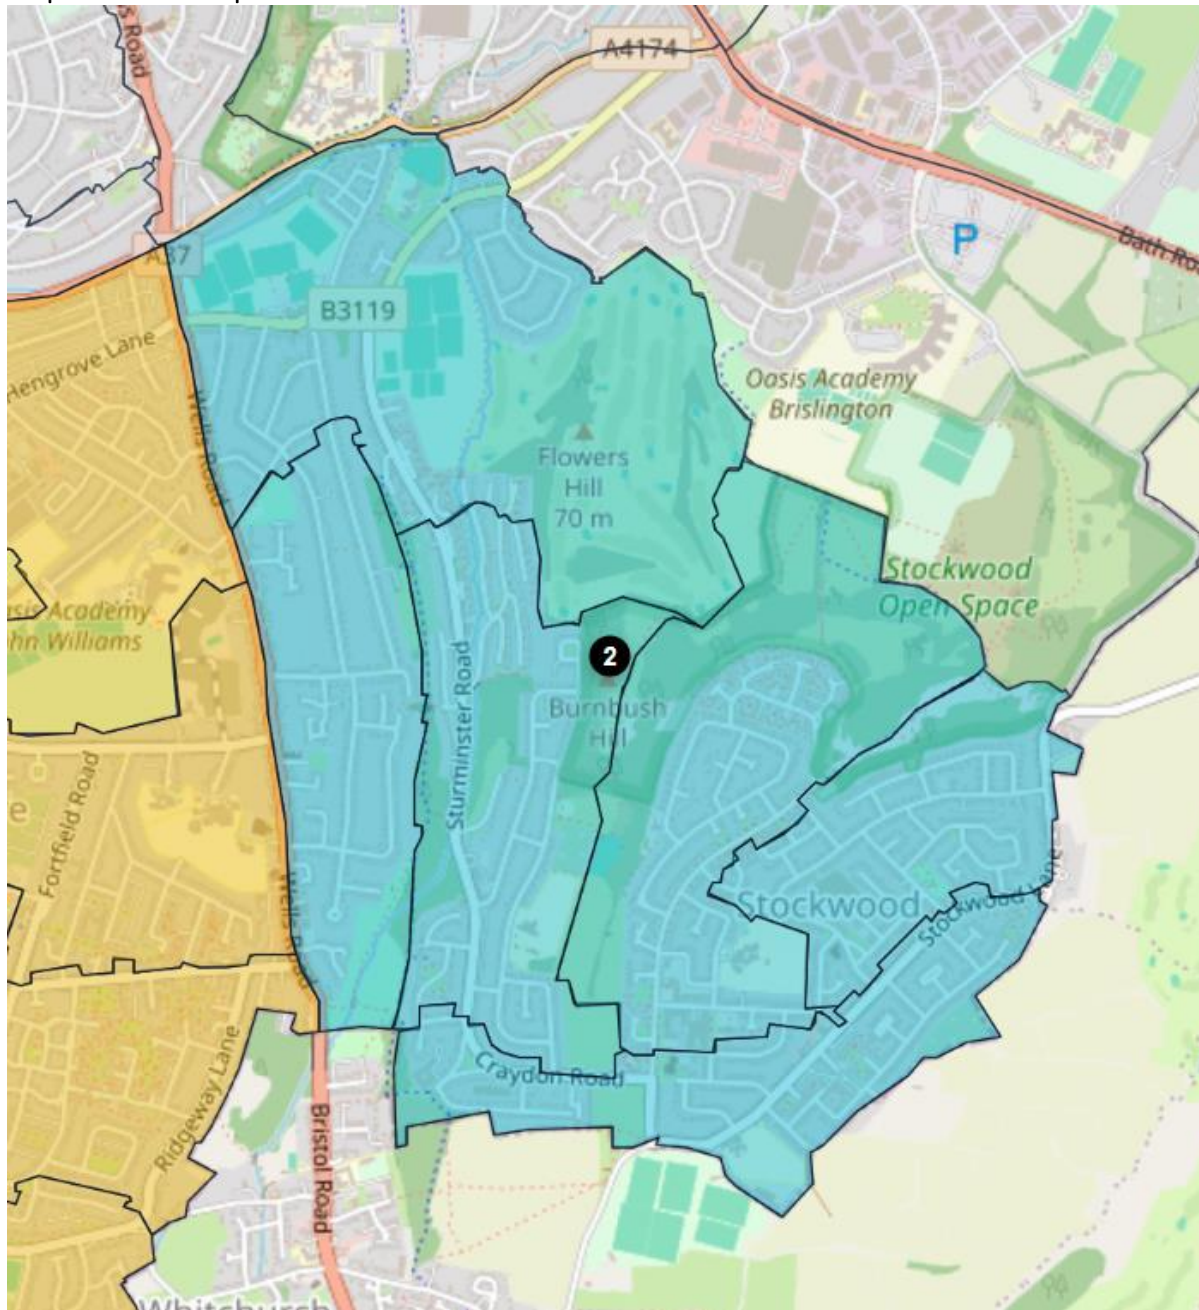 s Road
A4174
A37
P
Bath Ro
B3119
Hengrove Lane
Oasis Academy
Brislington
Wells Road
Flowers
Hill
70 m
Stockwood
Open Space
asis Academy
hn Williams
2
Burnbush
Hill
Sturminster Road
Fortfield Road
e
Wells Road
Stockwood
Stockwood Lane
Craydon Road
Ridgeway Lane
Bristol Road
Whitchurch